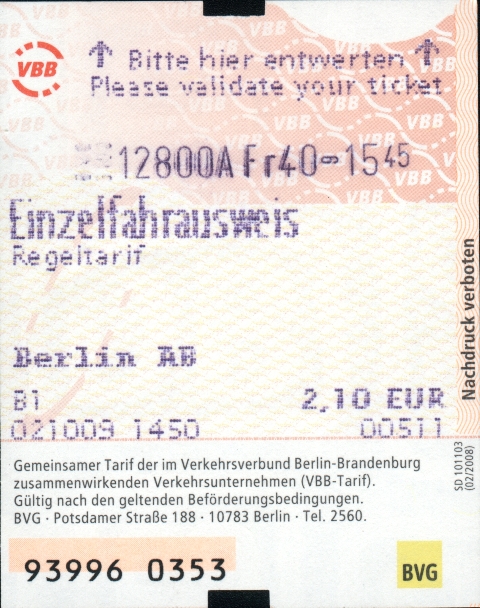 VBB
Bitte hier entwerten
Please validate your ticket
12800A Fr40 1545
Einzelfahrausweis
Regeltarif
Berlin AB
B1 2,10 EUR
021009 1450 00511
Gemeinsamer Tarif der im Verkehrsverbund Berlin-Brandenburg
zusammenwirkenden Verkehrsunternehmen (VBB-Tarif).
Gültig nach den geltenden Beförderungsbedingungen.
BVG · Potsdamer Straße 188 · 10783 Berlin · Tel. 2560.
93996 0353
BVG
Nachdruck verboten
SD 101103
(02/2008)